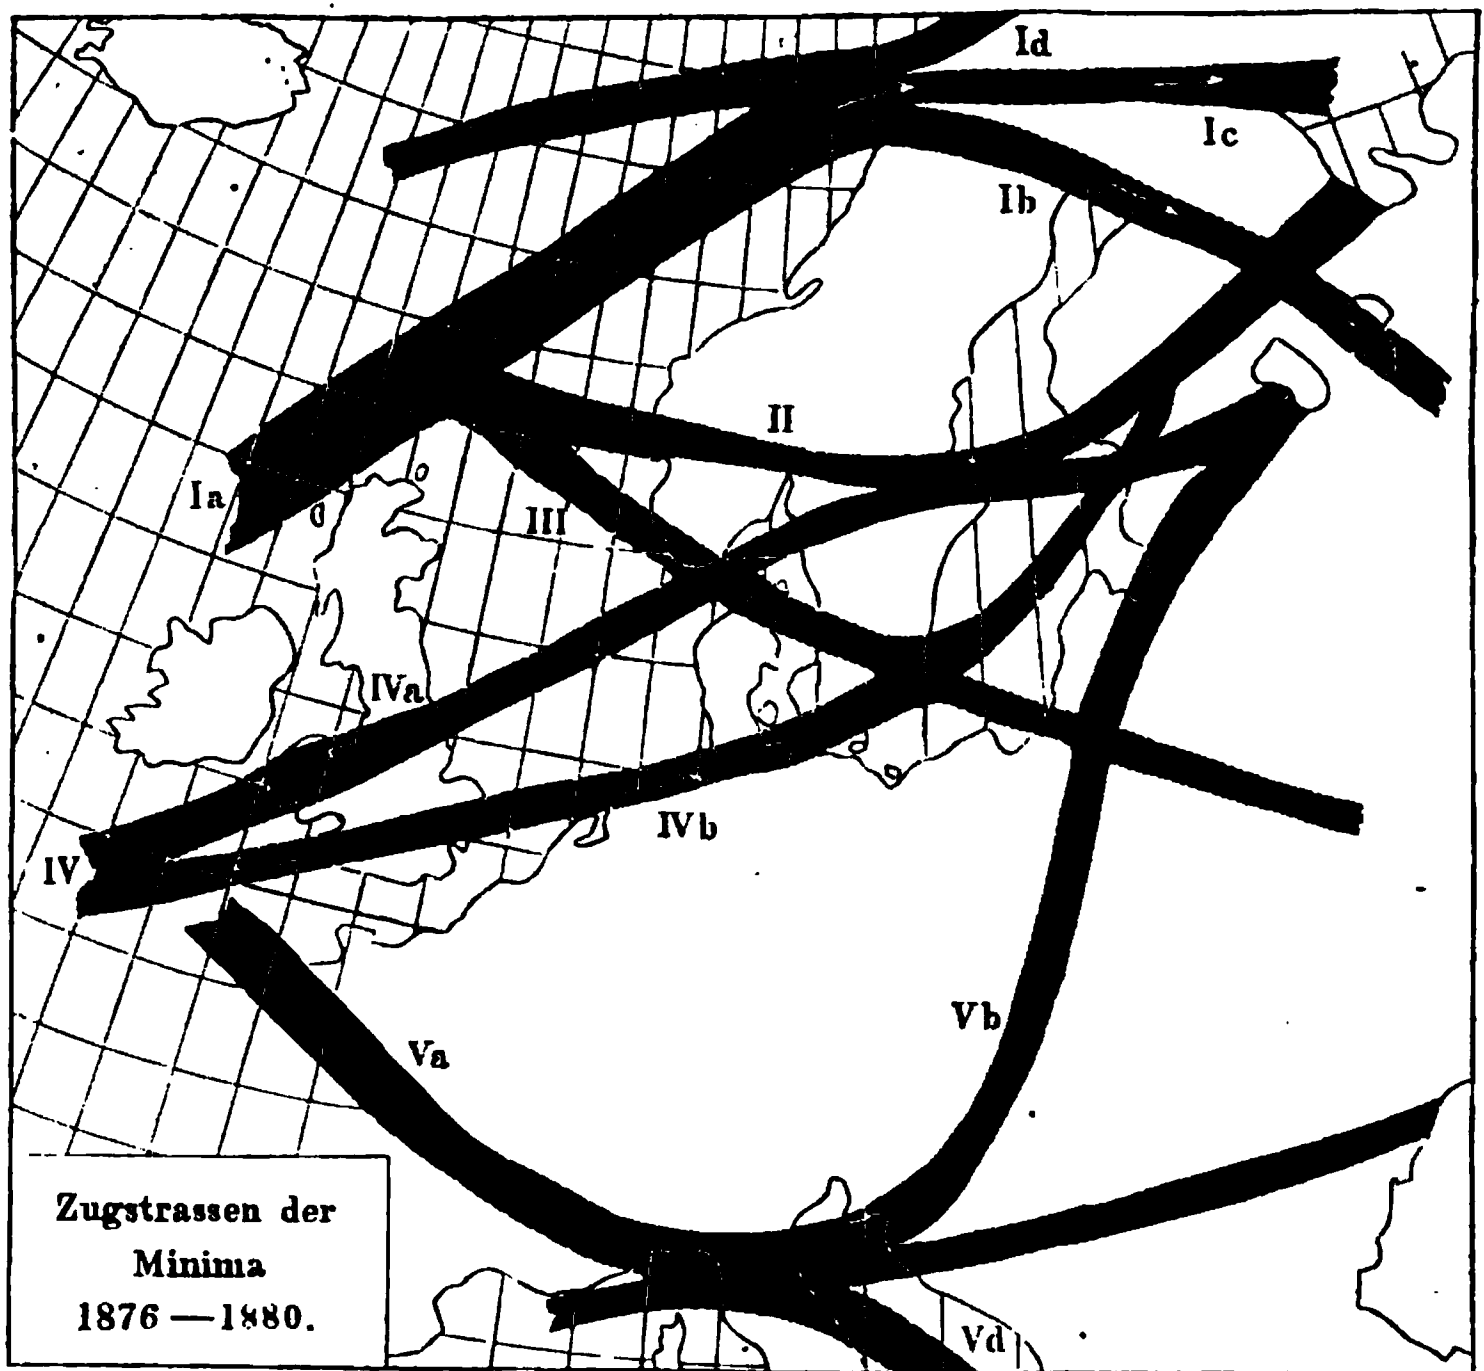 Id
Ic
Ib
II
Ia
III
IVa
IVb
IV
Vb
Va
Zugstrassen der
Minima
1876 — 1880.
Vd